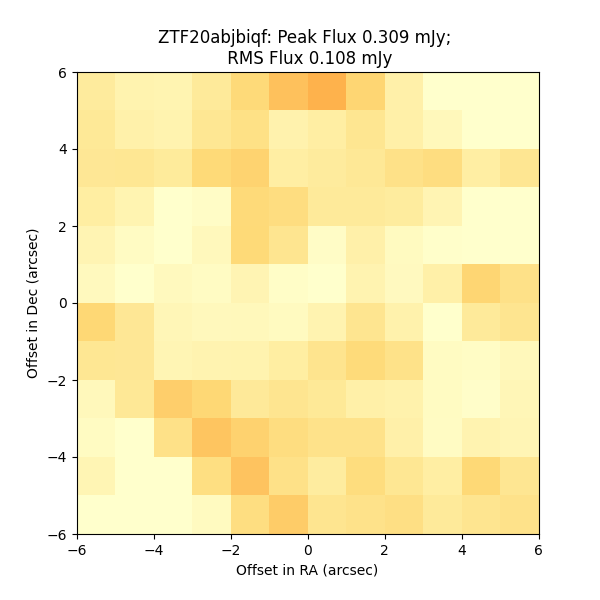 ZTF20abjbiqf: Peak Flux 0.309 mJy;
RMS Flux 0.108 mJy
6
4
2
0
−2
−4
−6
Offset in Dec (arcsec)
−6 −4 −2 0 2 4 6
Offset in RA (arcsec)